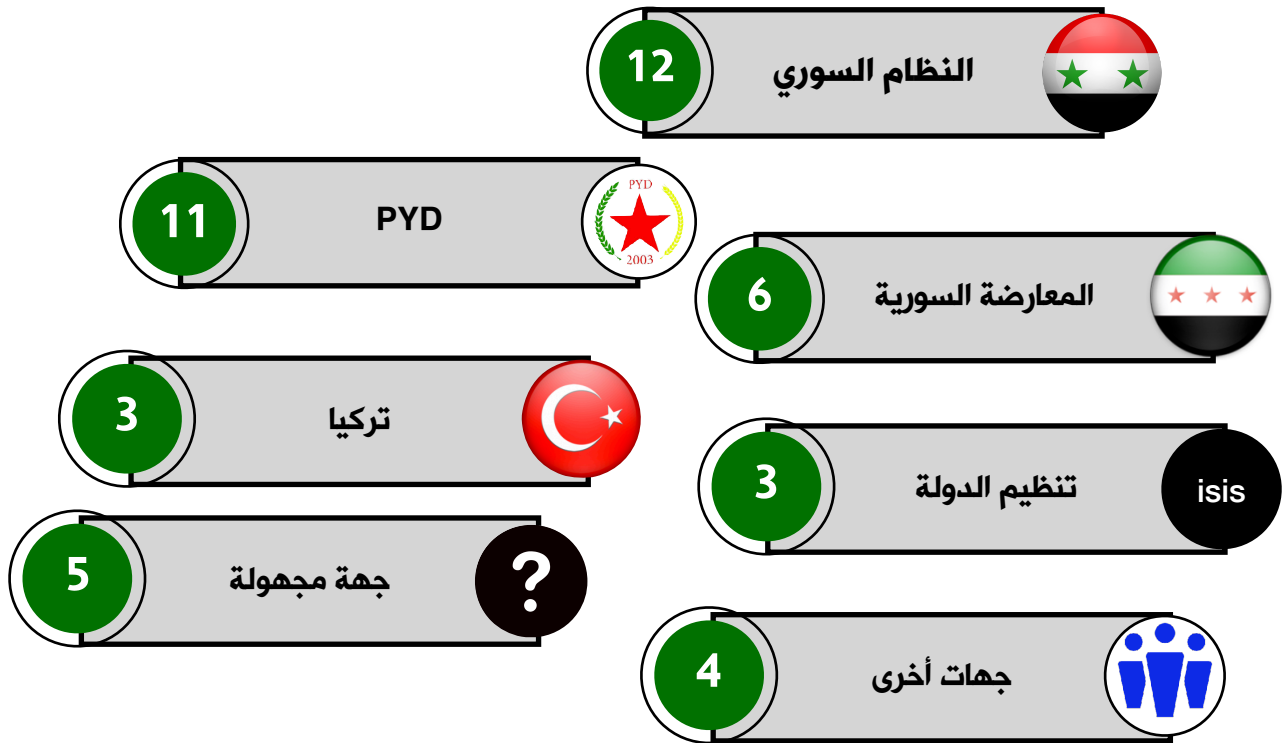 النظام السوري
12
PYD
2003
PYD
11
المعارضة السورية
6
تركيا
3
isis
تنظيم الدولة
3
?
جهة مجهولة
5
جهات أخرى
4